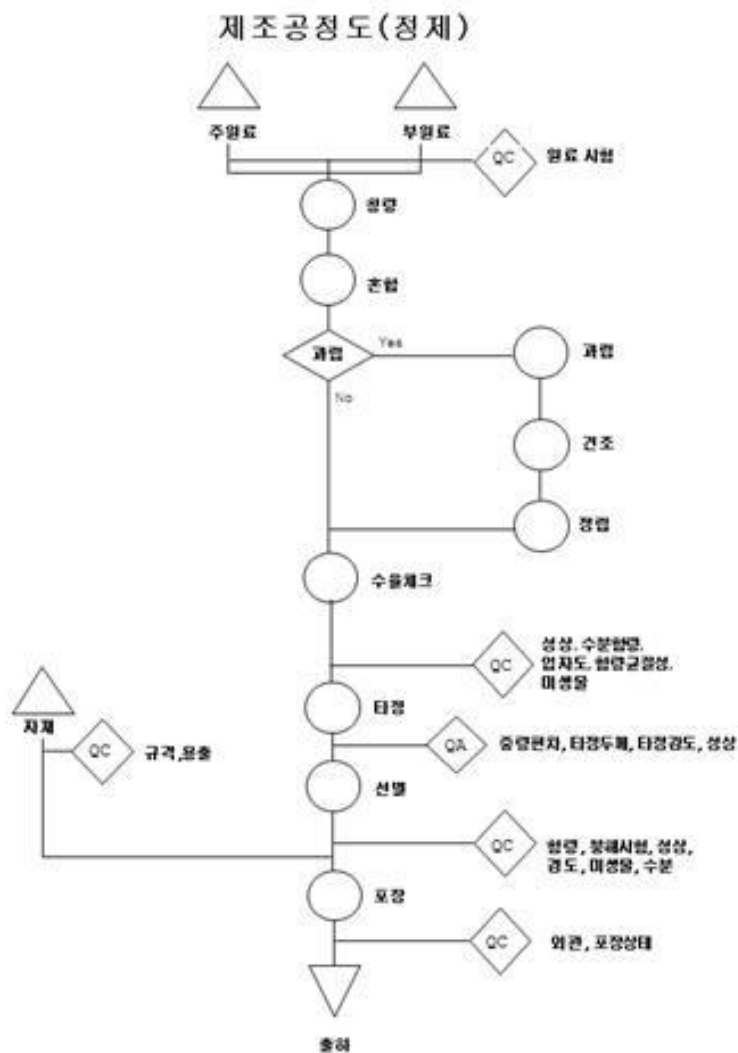 제조공정도(정제)
주원료
부원료
QC
원료 시험
칭량
혼합
과립
Yes
No
과립
건조
정립
수율체크
QC
성상, 수분함량,
입자도, 함량균질성,
미생물
타정
자재
QC
규격,용출
QA
중량편차, 타정두께, 타정경도, 성상
선별
QC
함량, 붕해시험, 성상,
경도, 미생물, 수분
포장
QC
외관, 포장상태
출하